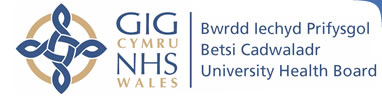 GIG
CYMRU
NHS
WALES
Bwrdd Iechyd Prifysgol
Betsi Cadwaladr
University Health Board